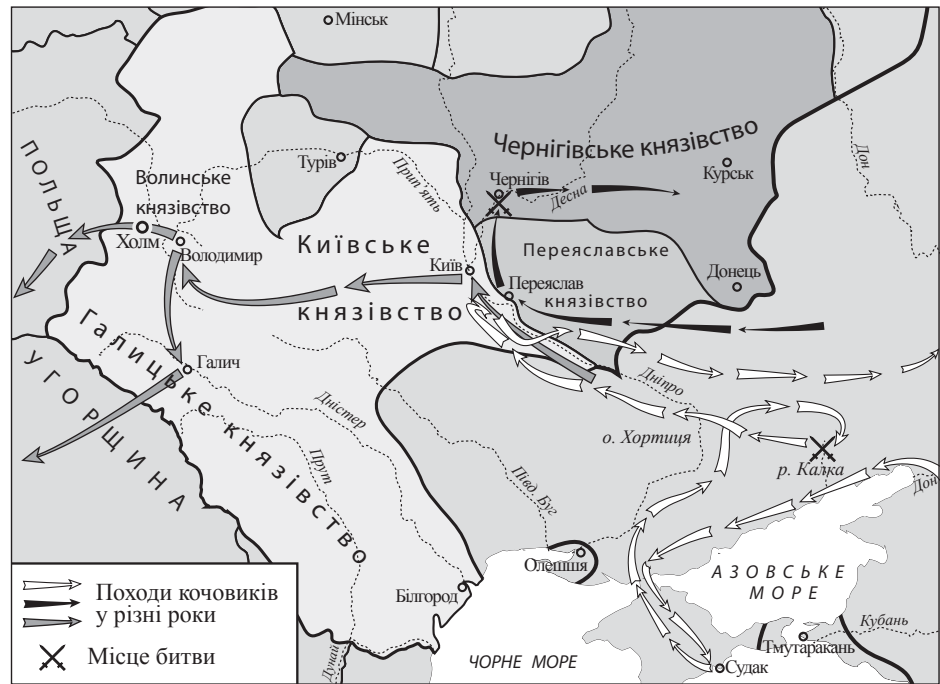 Мінськ
Чернігівське князівство
Дон
Курськ
Турів
Прип'ять
Чернігів
Десна
ПОЛЬЩА
Волинське
князівство
Холм
Володимир
Київське
князівство
Київ
Переяславське
князівство
Переяслав
Донець
Галицьке князівство
Галич
УГОРЩИНА
Дністер
Дніпро
о. Хортиця
р. Калка
Прут
Півд. Буг
Дон
Олешшя
АЗОВСЬКЕ
МОРЕ
Білгород
Кубань
Тмутаракань
Дунай
ЧОРНЕ МОРЕ
Судак
Походи кочовиків
у різні роки
Місце битви